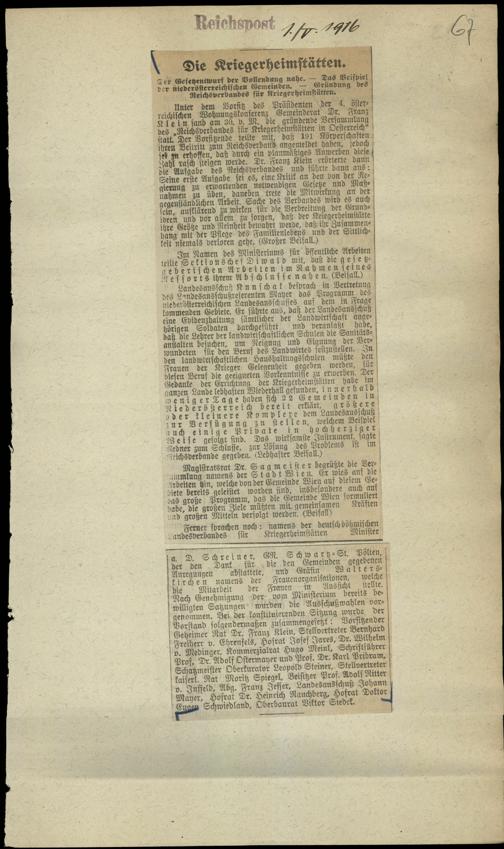 Reichspost
1./V. 1916
67
Die Kriegerheimstätten.
Der Gesetzentwurf der Vollendung nahe. — Das Beispiel
der niederösterreichischen Gemeinden. — Gründung des
Reichsverbandes für Kriegerheimstätten.
Unter dem Vorsitz des Präsidenten der 4. öster-
reichischen Wohnungskonferenz Gemeinderat Dr. Franz
Klein fand am 30. v. M. die gründende Versammlung
des „Reichsverbandes für Kriegerheimstätten in Oesterreich"
statt. Der Vorsitzende teilte mit, daß 191 Körperschaften
ihren Beitritt zum Reichsverband angemeldet haben, jedoch
sei zu erhoffen, daß durch ein planmäßiges Anwerben diese
Zahl rasch steigen werde. Dr. Franz Klein erörterte dann
die Aufgabe des Reichsverbandes und führte dann aus:
Seine erste Aufgabe sei es, eine Kritik an den von der Re-
gierung zu erwartenden notwendigen Gesetze und Maß-
nahmen zu üben, daneben trete die Mitwirkung an der
gegenständlichen Arbeit. Sache des Verbandes wird es auch
sein, aufklärend zu wirken für die Verbreitung der Grund-
ideen und vor allem zu sorgen, daß der Kriegerheimstätte
ihre Größe und Reinheit bewahrt werde, daß ihr Zusammen-
hang mit der Pflege des Familienlebens und der Sittlich-
keit niemals verloren gehe. (Großer Beifall.)
Im Namen des Ministeriums für öffentliche Arbeiten
teilte Sektionschef Diwald mit, daß die gesetz-
geberischen Arbeiten im Rahmen seines
Ressorts ihrem Abschlusse nahen. (Beifall.)
Landesausschuß Kunschak besprach in Vertretung
des Landesausschußreferenten Mayer das Programm des
niederösterreichischen Landesausschusses auf dem in Frage
kommenden Gebiete. Er führte aus, daß der Landesausschuß
eine Evidenzhaltung sämtlicher der Landwirtschaft ange-
hörigen Soldaten durchgeführt und veranlaßt habe,
daß die Lehrer der landwirtschaftlichen Schulen die Sanitäts-
anstalten besuchen, um Neigung und Eignung der Ver-
wundeten für den Beruf des Landwirtes festzustellen. In
den landwirtschaftlichen Haushaltungsschulen müßte den
Frauen der Krieger Gelegenheit gegeben werden, für
diesen Beruf die geeigneten Vorkenntnisse zu erwerben. Der
Gedanke der Errichtung der Kriegerheimstätten habe im
ganzen Lande lebhaften Widerhall gefunden, innerhalb
weniger Tage haben sich 22 Gemeinden in
Niederösterreich bereit erklärt, größere
oder kleinere Komplexe dem Landesausschuß
zur Verfügung zu stellen, welchem Beispiel
auch einige Private in hochherziger
Weise gefolgt sind. Das wirksamste Instrument, sagte
Redner zum Schlusse, zur Lösung des Problems ist im
Reichsverbande gegeben. (Lebhafter Beifall.)
Magistratsrat Dr. Sagmeister begrüßte die Ver-
sammlung namens der Stadt Wien. Er wies auf die
Arbeiten hin, welche von der Gemeinde Wien auf diesem Ge-
biete bereits geleistet worden sind, insbesondere auch auf
das große Programm, das die Gemeinde Wien formuliert
habe, die großen Ziele müßten mit gemeinsamen Kräften
und großen Mitteln verfolgt werden. (Beifall)
Ferner sprachen noch: namens der deutschböhmischen
Landesverbandes für Kriegerheimstätten Minister
a. D. Schreiner, GR. Schwartz-St. Pölten,
der den Dank für die den Gemeinden gegebenen
Anregungen abstattete, und Gräfin Walters-
kirchen namens der Frauenorganisationen, welche
die Mitarbeit der Frauen in Aussicht stellte.
Nach Genehmigung der vom Ministerium bereits be-
willigten Satzungen wurden die Ausschußwahlen vor-
genommen. Bei der konstituierenden Sitzung wurde der
Vorstand folgendermaßen zusammengesetzt: Vorsitzender
Geheimer Rat Dr. Franz Klein, Stellvertreter Bernhard
Freiherr v. Ehrenfels, Hofrat Josef Jares, Dr. Wilhelm
v. Medinger, Kommerzialrat Hugo Meinl, Schriftführer
Prof. Dr. Adolf Ostermayer und Prof. Dr. Karl Pribram,
Schatzmeister Oberkurator Leopold Steiner, Stellvertreter
kaiserl. Rat Moritz Spiegel, Beisitzer Prof. Adolf Ritter
v. Inffeld, Abg. Franz Jesser, Landesausschuß Johann
Mayer, Hofrat Dr. Heinrich Rauchberg, Hofrat Doktor
Eugen Schwiedland, Oberbaurat Viktor Siedek.